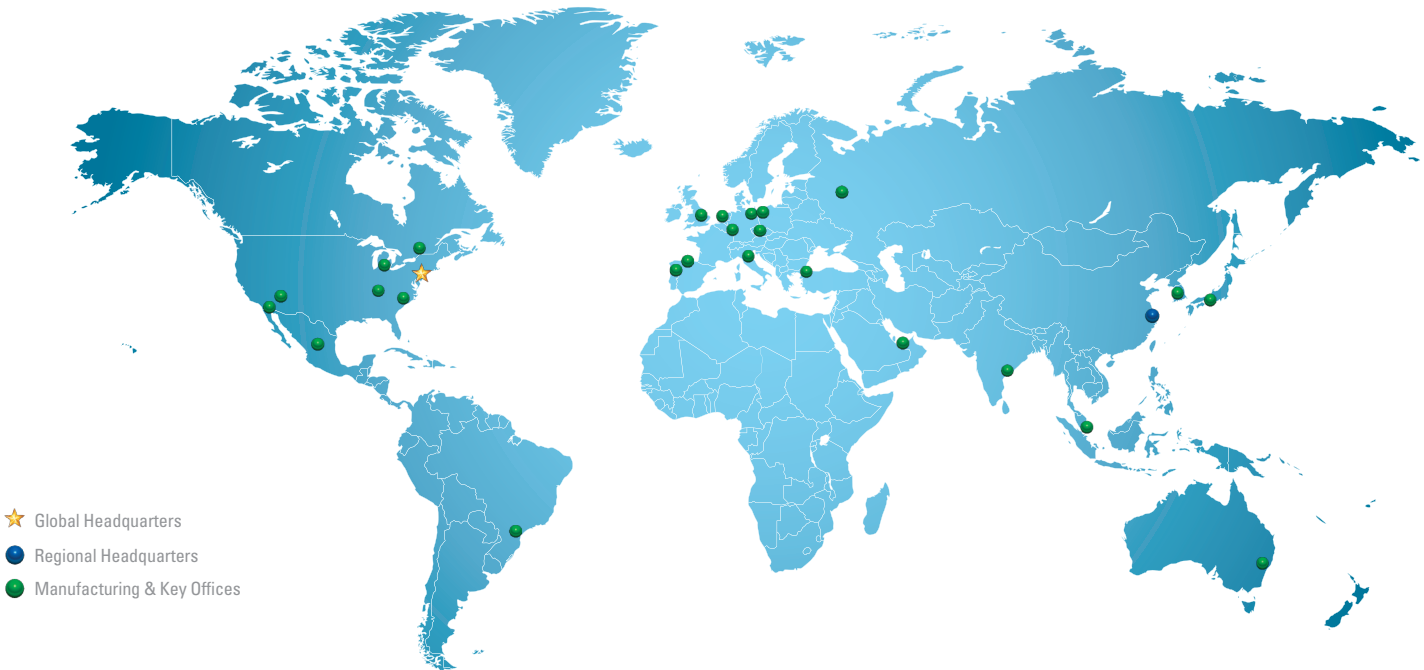 Global Headquarters
Regional Headquarters
Manufacturing & Key Offices